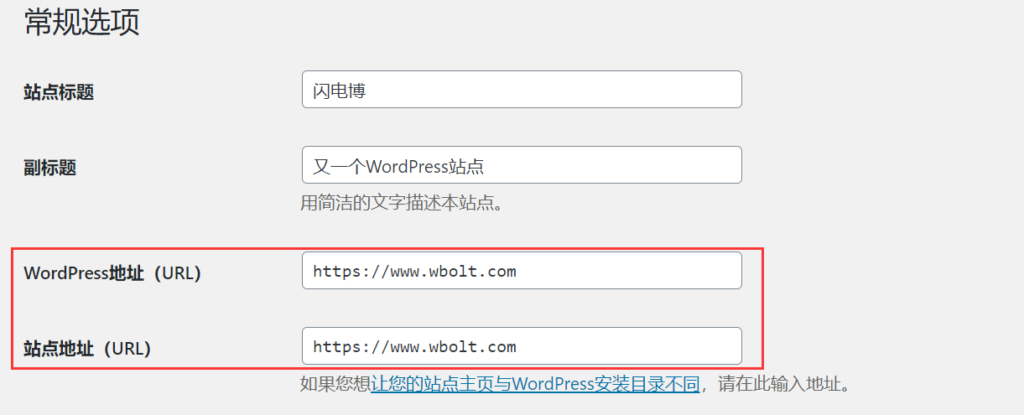 常规选项
站点标题 闪电博
副标题 又一个WordPress站点
用简洁的文字描述本站点。
WordPress地址（URL） https://www.wbolt.com
站点地址（URL） https://www.wbolt.com
如果您想让您的站点主页与WordPress安装目录不同，请在此输入地址。